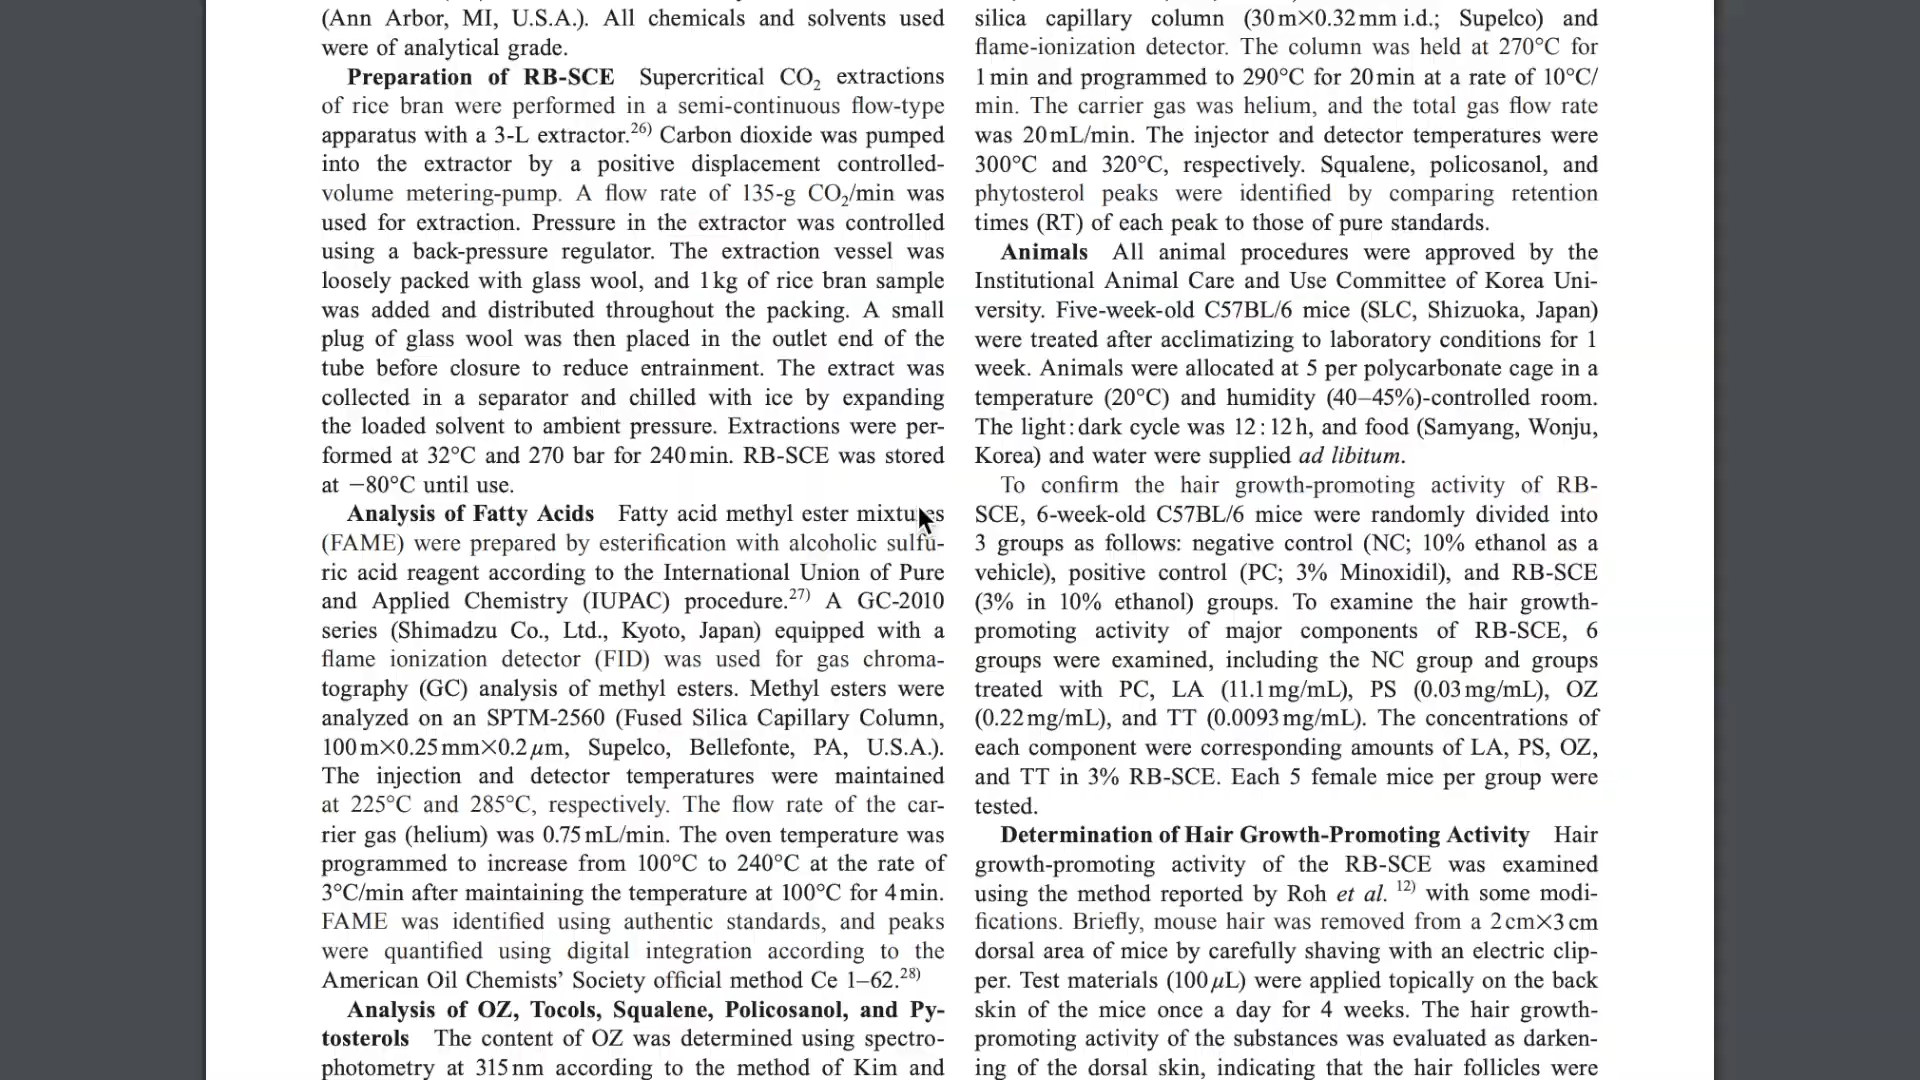 (Ann Arbor, MI, U.S.A.). All chemicals and solvents used
were of analytical grade.
Preparation of RB-SCE Supercritical CO2 extractions
of rice bran were performed in a semi-continuous flow-type
apparatus with a 3-L extractor.26) Carbon dioxide was pumped
into the extractor by a positive displacement controlled-
volume metering-pump. A flow rate of 135-g CO2/min was
used for extraction. Pressure in the extractor was controlled
using a back-pressure regulator. The extraction vessel was
loosely packed with glass wool, and 1 kg of rice bran sample
was added and distributed throughout the packing. A small
plug of glass wool was then placed in the outlet end of the
tube before closure to reduce entrainment. The extract was
collected in a separator and chilled with ice by expanding
the loaded solvent to ambient pressure. Extractions were per-
formed at 32°C and 270 bar for 240 min. RB-SCE was stored
at −80°C until use.
Analysis of Fatty Acids Fatty acid methyl ester mixtures
(FAME) were prepared by esterification with alcoholic sulfu-
ric acid reagent according to the International Union of Pure
and Applied Chemistry (IUPAC) procedure.27) A GC-2010
series (Shimadzu Co., Ltd., Kyoto, Japan) equipped with a
flame ionization detector (FID) was used for gas chroma-
tography (GC) analysis of methyl esters. Methyl esters were
analyzed on an SPTM-2560 (Fused Silica Capillary Column,
100 m×0.25 mm×0.2 μm, Supelco, Bellefonte, PA, U.S.A.).
The injection and detector temperatures were maintained
at 225°C and 285°C, respectively. The flow rate of the car-
rier gas (helium) was 0.75 mL/min. The oven temperature was
programmed to increase from 100°C to 240°C at the rate of
3°C/min after maintaining the temperature at 100°C for 4 min.
FAME was identified using authentic standards, and peaks
were quantified using digital integration according to the
American Oil Chemists' Society official method Ce 1–62.28)
Analysis of OZ, Tocols, Squalene, Policosanol, and Py-
tosterols The content of OZ was determined using spectro-
photometry at 315 nm according to the method of Kim and
silica capillary column (30 m×0.32 mm i.d.; Supelco) and
flame-ionization detector. The column was held at 270°C for
1 min and programmed to 290°C for 20 min at a rate of 10°C/
min. The carrier gas was helium, and the total gas flow rate
was 20 mL/min. The injector and detector temperatures were
300°C and 320°C, respectively. Squalene, policosanol, and
phytosterol peaks were identified by comparing retention
times (RT) of each peak to those of pure standards.
Animals All animal procedures were approved by the
Institutional Animal Care and Use Committee of Korea Uni-
versity. Five-week-old C57BL/6 mice (SLC, Shizuoka, Japan)
were treated after acclimatizing to laboratory conditions for 1
week. Animals were allocated at 5 per polycarbonate cage in a
temperature (20°C) and humidity (40–45%)-controlled room.
The light : dark cycle was 12 : 12 h, and food (Samyang, Wonju,
Korea) and water were supplied ad libitum.
To confirm the hair growth-promoting activity of RB-
SCE, 6-week-old C57BL/6 mice were randomly divided into
3 groups as follows: negative control (NC; 10% ethanol as a
vehicle), positive control (PC; 3% Minoxidil), and RB-SCE
(3% in 10% ethanol) groups. To examine the hair growth-
promoting activity of major components of RB-SCE, 6
groups were examined, including the NC group and groups
treated with PC, LA (11.1 mg/mL), PS (0.03 mg/mL), OZ
(0.22 mg/mL), and TT (0.0093 mg/mL). The concentrations of
each component were corresponding amounts of LA, PS, OZ,
and TT in 3% RB-SCE. Each 5 female mice per group were
tested.
Determination of Hair Growth-Promoting Activity Hair
growth-promoting activity of the RB-SCE was examined
using the method reported by Roh et al. 12) with some modi-
fications. Briefly, mouse hair was removed from a 2 cm×3 cm
dorsal area of mice by carefully shaving with an electric clip-
per. Test materials (100 μL) were applied topically on the back
skin of the mice once a day for 4 weeks. The hair growth-
promoting activity of the substances was evaluated as darken-
ing of the dorsal skin, indicating that the hair follicles were